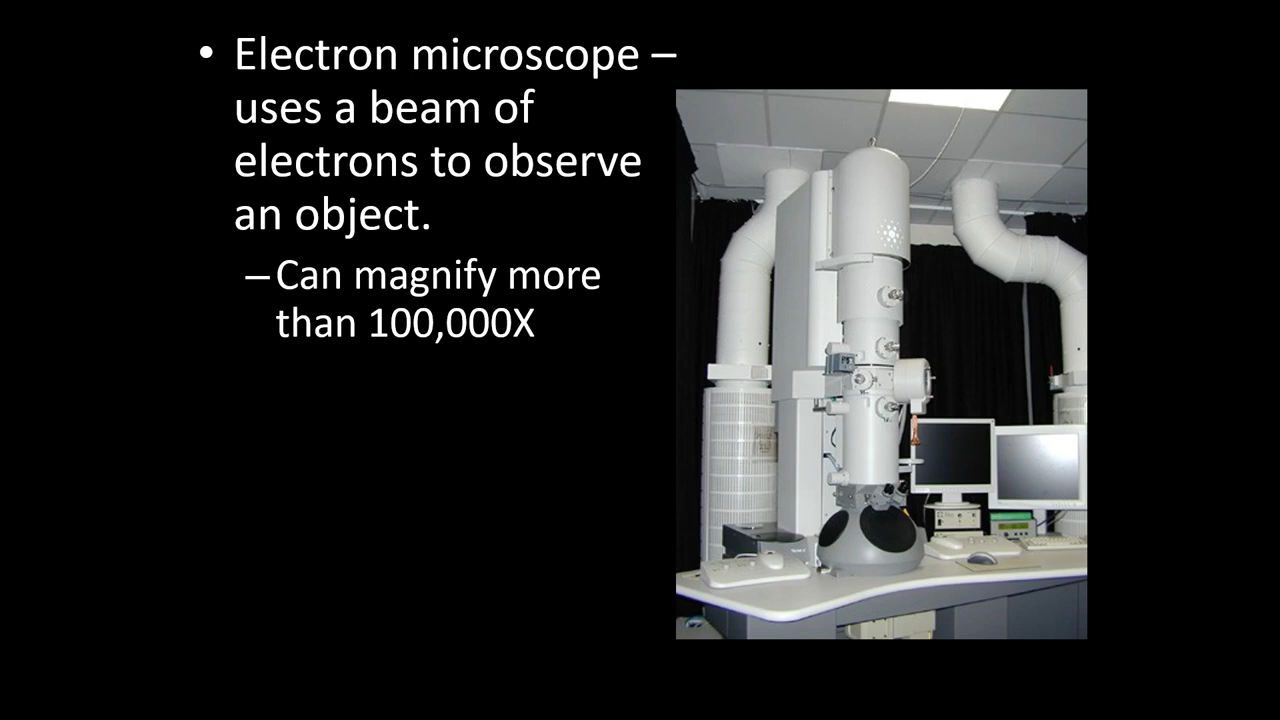 • Electron microscope –
uses a beam of
electrons to observe
an object.
– Can magnify more
than 100,000X